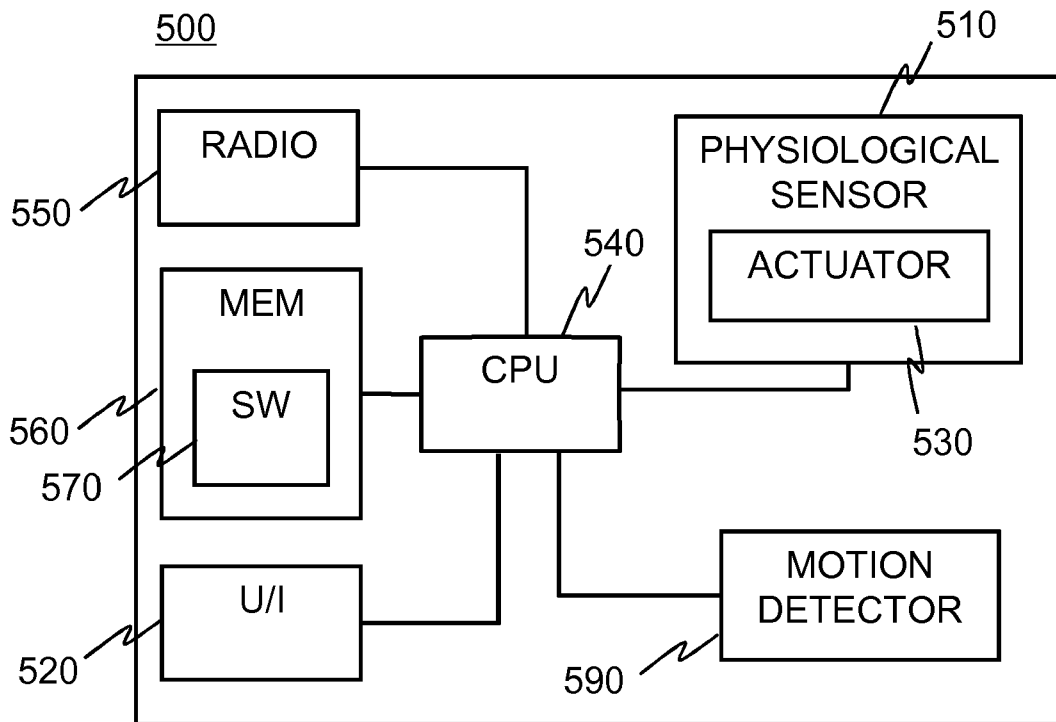 500
510
RADIO
PHYSIOLOGICAL
SENSOR
550
540
ACTUATOR
MEM
CPU
SW
560
530
570
U/I
MOTION
DETECTOR
520
590